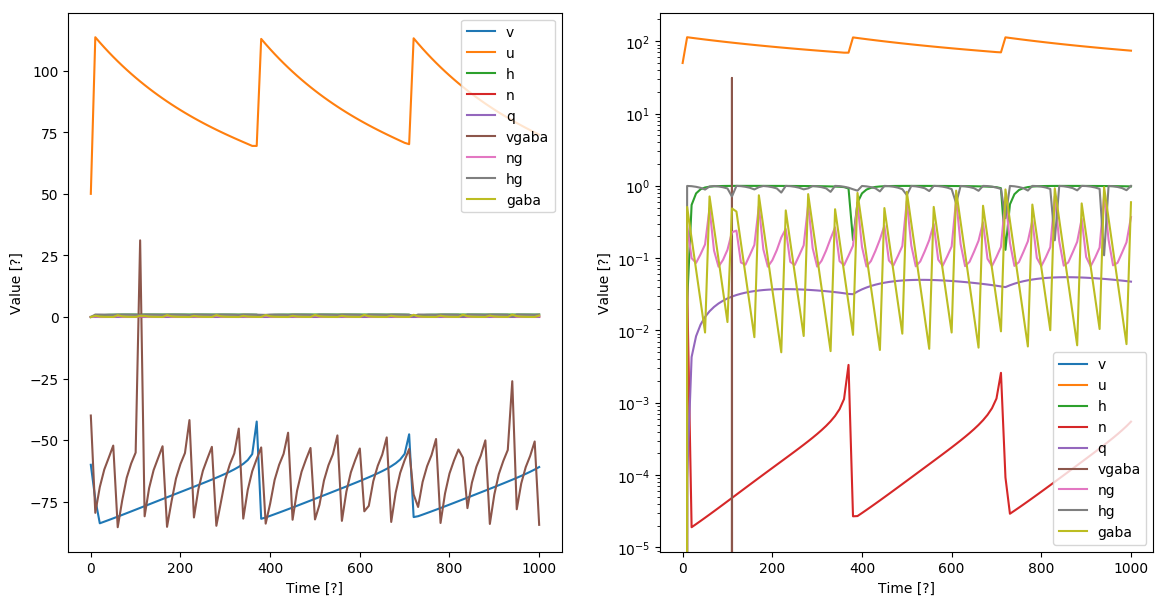 Value [?]
100
75
50
25
0
−25
−50
−75
0
200
400
600
800
1000
Time [?]
v
u
h
n
q
vgaba
ng
hg
gaba
Value [?]
10²
10¹
10⁰
10⁻¹
10⁻²
10⁻³
10⁻⁴
10⁻⁵
0
200
400
600
800
1000
Time [?]
v
u
h
n
q
vgaba
ng
hg
gaba